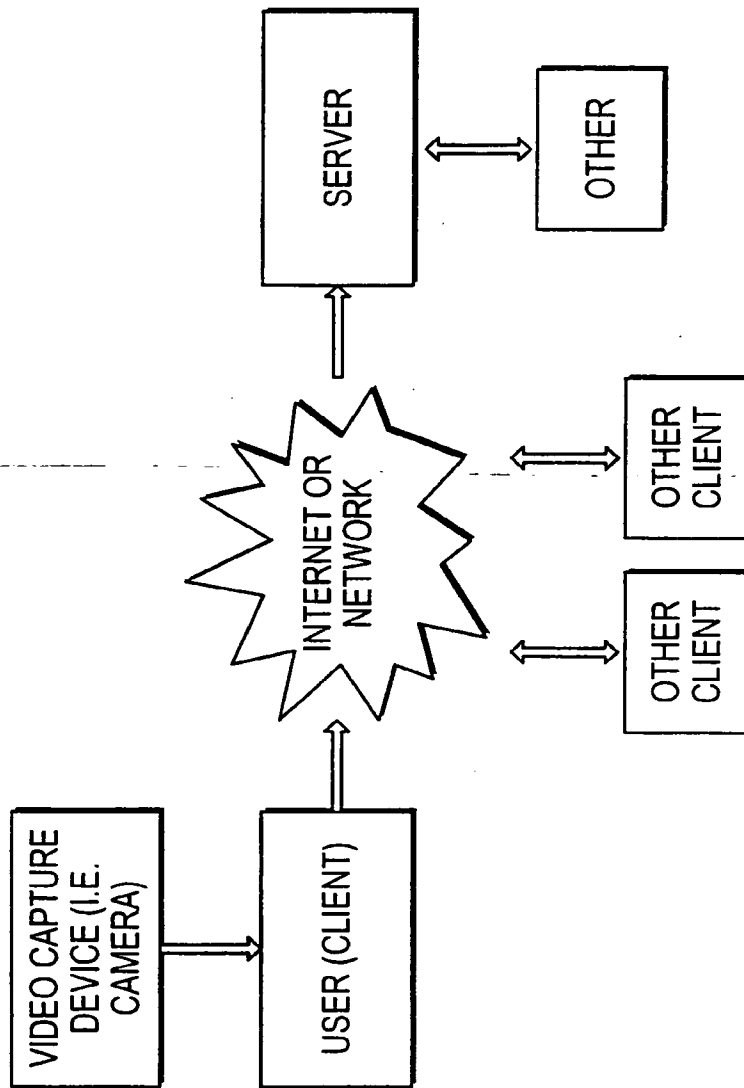 VIDEO CAPTURE
DEVICE (I.E.
CAMERA)
USER (CLIENT)
INTERNET OR
NETWORK
SERVER
OTHER
CLIENT
OTHER
CLIENT
OTHER